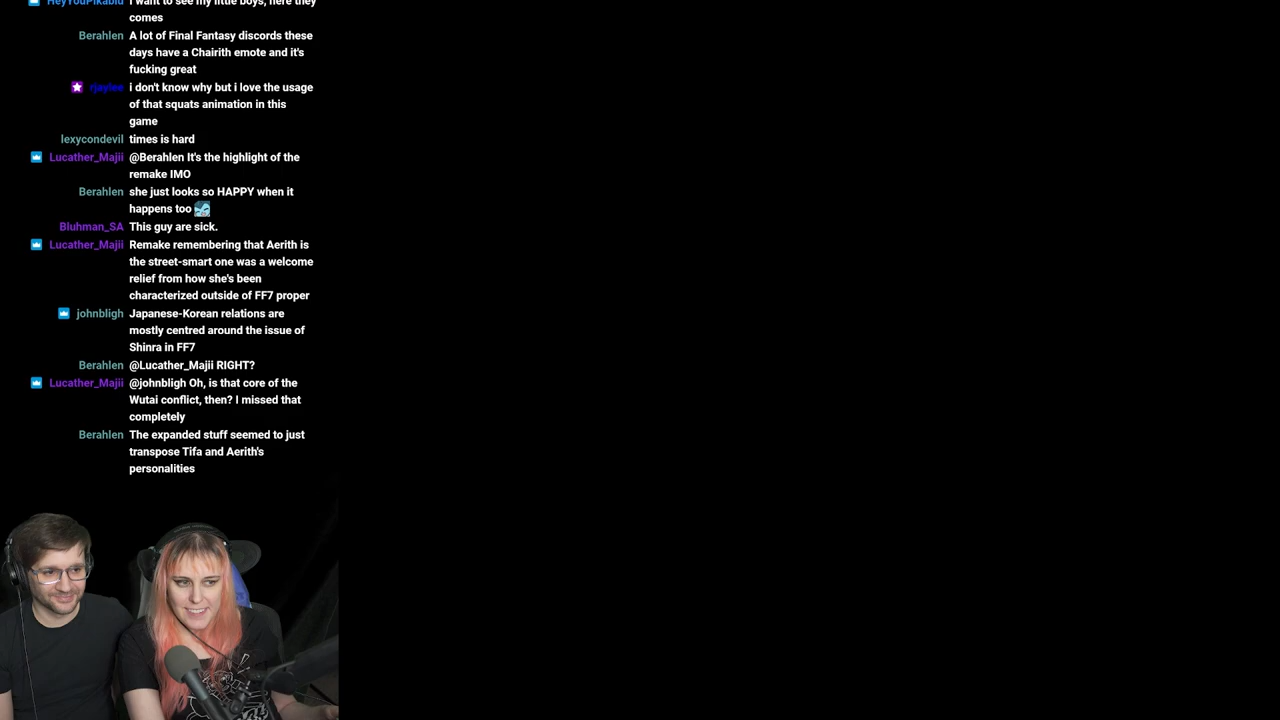 HeyYouPikabid I want to see my little boys, here they
comes
Berahlen A lot of Final Fantasy discords these
days have a Chairith emote and it's
fucking great
rjaylee i don't know why but i love the usage
of that squats animation in this
game
lexycondevil times is hard
Lucather_Majii @Berahlen It's the highlight of the
remake IMO
Berahlen she just looks so HAPPY when it
happens too
Bluhman_SA This guy are sick.
Lucather_Majii Remake remembering that Aerith is
the street-smart one was a welcome
relief from how she's been
characterized outside of FF7 proper
johnbligh Japanese-Korean relations are
mostly centred around the issue of
Shinra in FF7
Berahlen @Lucather_Majii RIGHT?
Lucather_Majii @johnbligh Oh, is that core of the
Wutai conflict, then? I missed that
completely
Berahlen The expanded stuff seemed to just
transpose Tifa and Aerith's
personalities